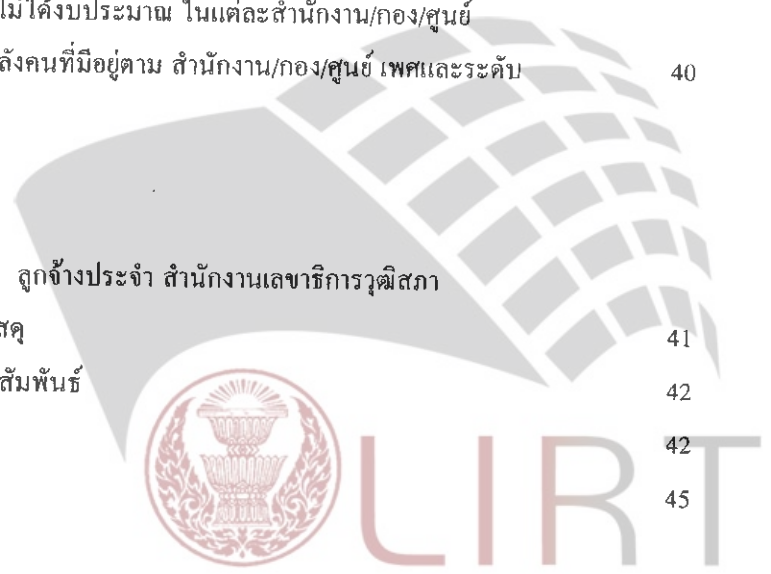 ไม่ได้งบประมาณ ในแต่ละสำนักงาน/กอง/ศูนย์
ลังคนที่มีอยู่ตาม สำนักงาน/กอง/ศูนย์ เพศและระดับ 40
ลูกจ้างประจำ สำนักงานเลขาธิการวุฒิสภา
สดุ 41
สัมพันธ์ 42
42
45
LIRT